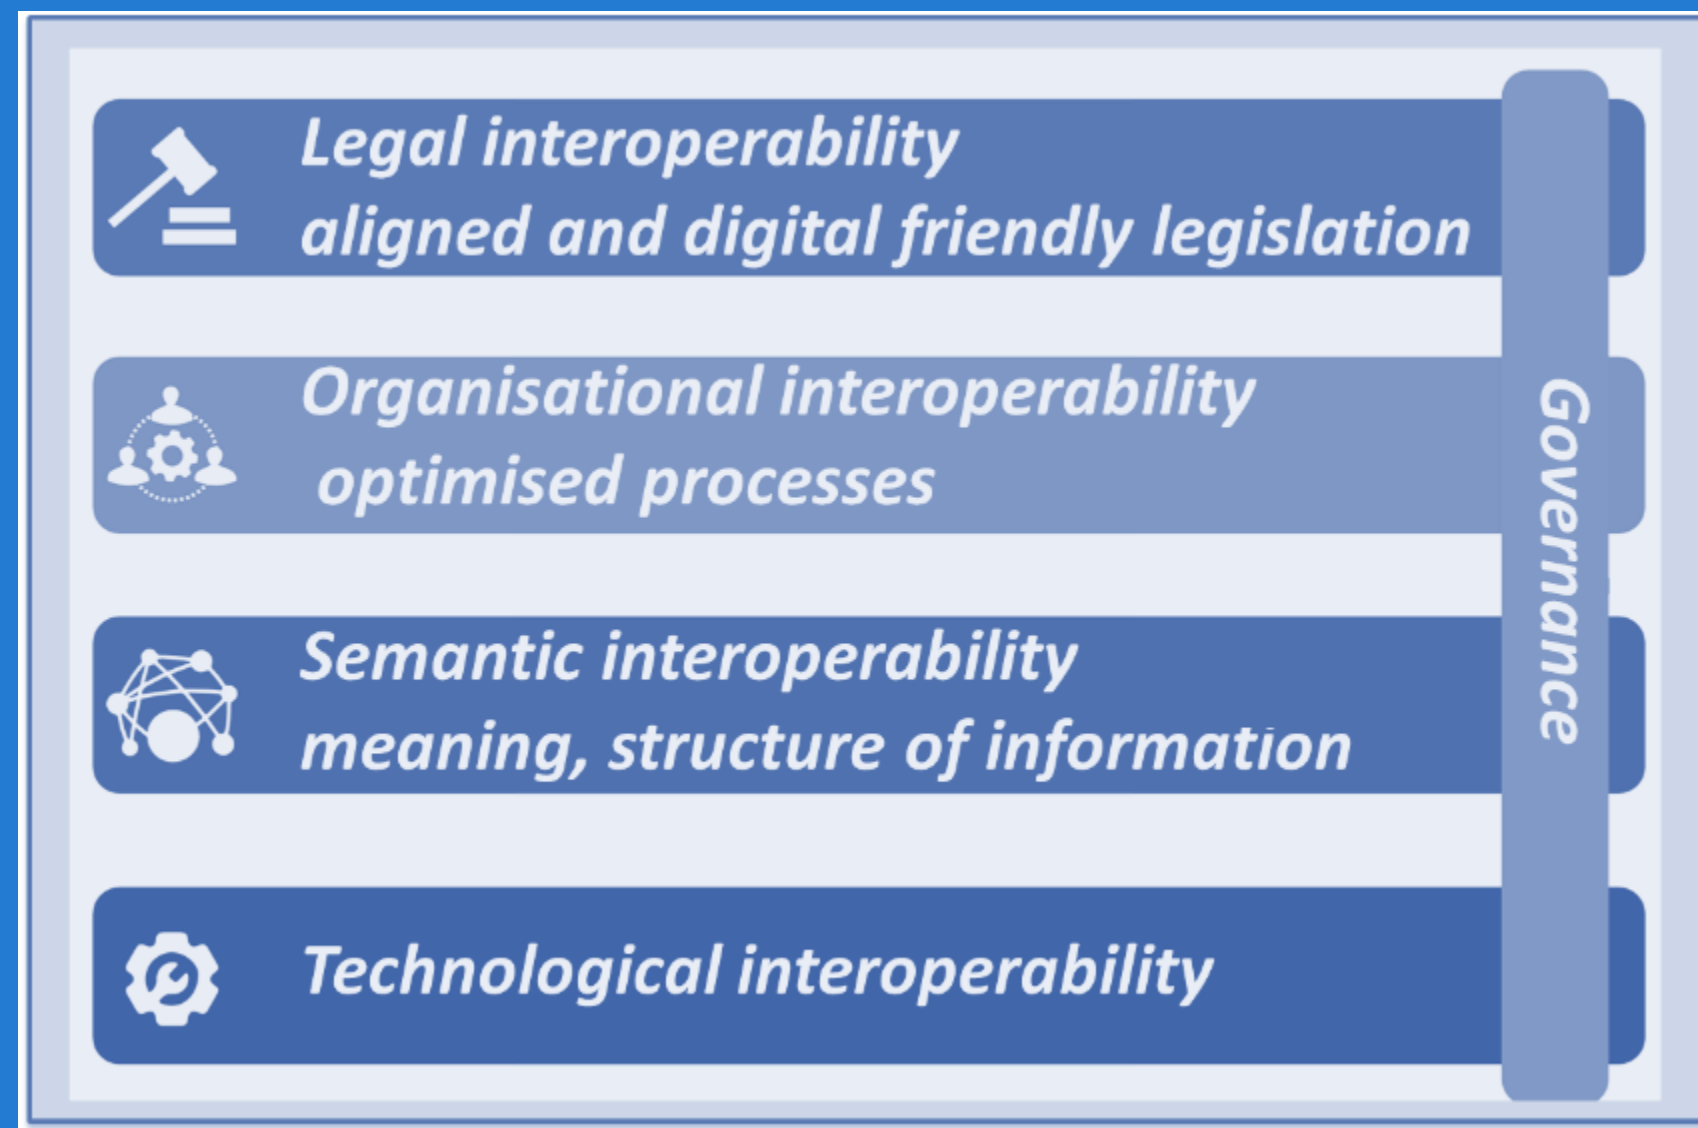 Legal interoperability
aligned and digital friendly legislation
Organisational interoperability
optimised processes
Semantic interoperability
meaning, structure of information
Technological interoperability
Governance